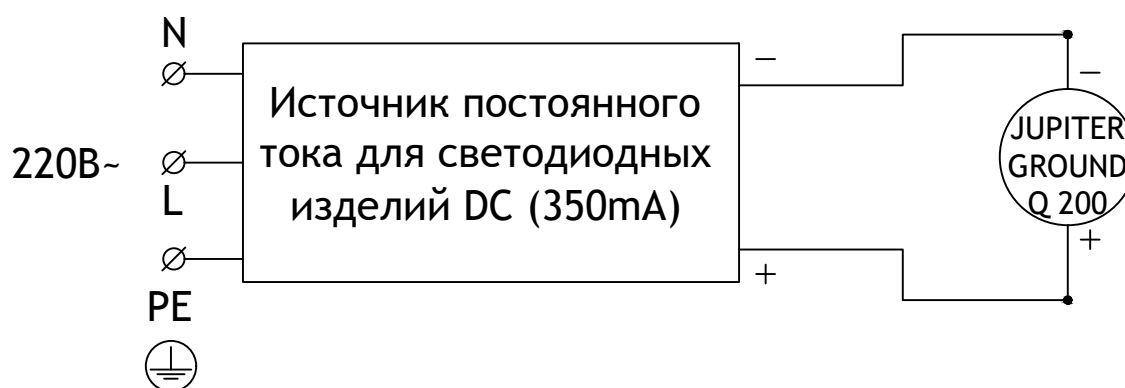 N
220В~
L
PE
Источник постоянного
тока для светодиодных
изделий DC (350mA)
−
+
−
JUPITER
GROUND
Q 200
+